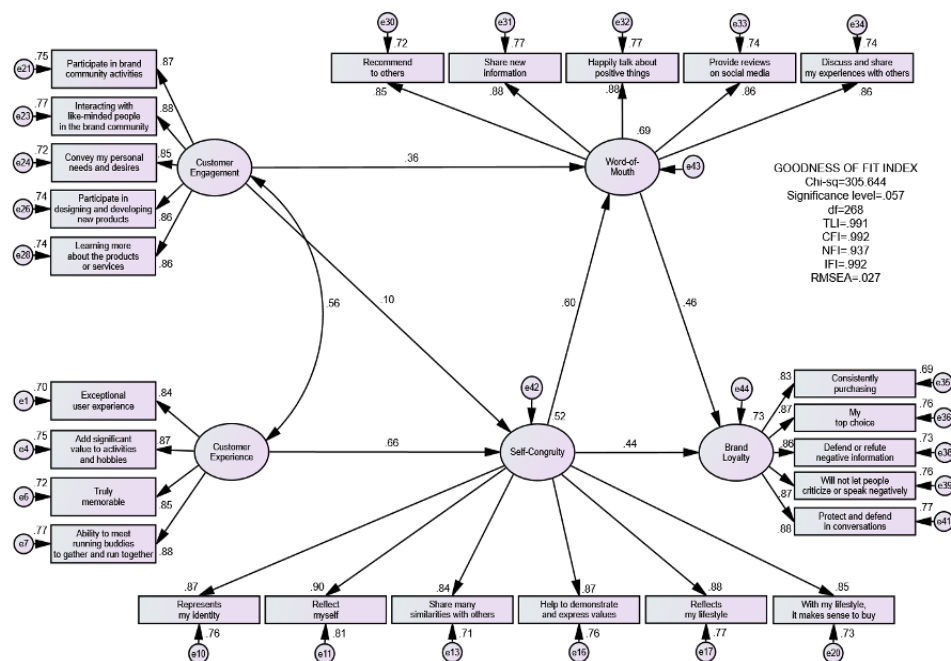 e30
e31
e32
e33
e34
.72
.77
.77
.74
.74
Recommend
to others
Share new
information
Happily talk about
positive things
Provide reviews
on social media
Discuss and share
my experiences with others
.85
.88
.88
.86
.86
e21
.75
Participate in brand
community activities
.87
e23
.77
Interacting with
like-minded people
in the brand community
.88
e24
.72
Convey my personal
needs and desires
.85
e26
.74
Participate in
designing and developing
new products
.86
e28
.74
Learning more
about the products
or services
.86
Customer
Engagement
.36
.69
Word-of-
Mouth
e43
GOODNESS OF FIT INDEX
Chi-sq=305.644
Significance level=.057
df=268
TLI=.991
CFI=.992
NFI=.937
IFI=.992
RMSEA=.027
.56
.10
.60
.46
e1
.70
Exceptional
user experience
.84
e4
.75
Add significant
value to activities
and hobbies
.87
e6
.72
Truly
memorable
.85
e7
.77
Ability to meet
running buddies
to gather and run together
.88
Customer
Experience
.66
e42
.52
Self-Congruity
.44
e44
.73
Brand
Loyalty
.83
Consistently
purchasing
.69
e35
.87
My
top choice
.76
e36
.86
Defend or refute
negative information
.73
e38
.87
Will not let people
criticize or speak negatively
.76
e39
.88
Protect and defend
in conversations
.77
e41
.87
.90
.84
.87
.88
.85
Represents
my identity
Reflect
myself
Share many
similarities with others
Help to demonstrate
and express values
Reflects
my lifestyle
With my lifestyle,
it makes sense to buy
.76
.81
.71
.76
.77
.73
e10
e11
e13
e16
e17
e20